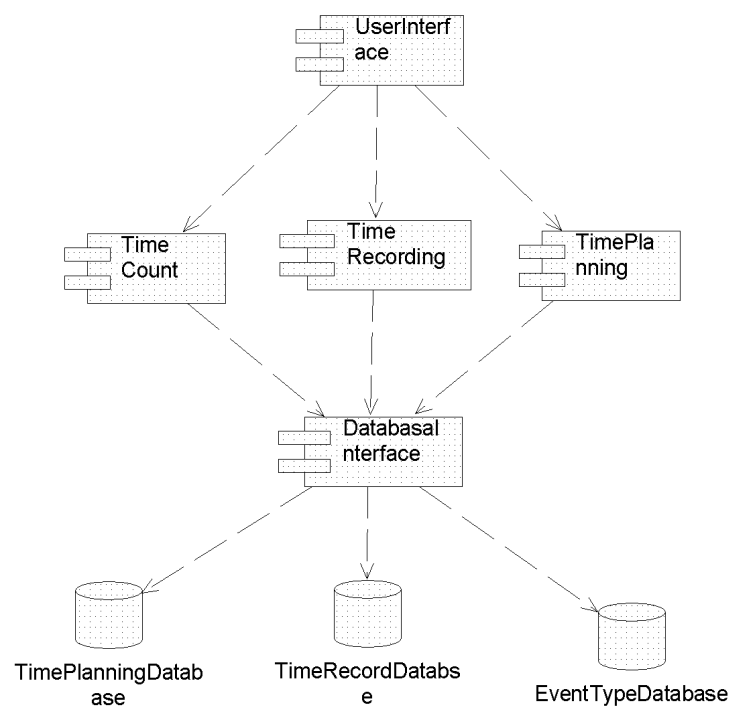 UserInterf
ace
Time
Count
Time
Recording
TimePla
nning
DatabasaI
nterface
TimePlanningDatab
ase
TimeRecordDatabs
e
EventTypeDatabase